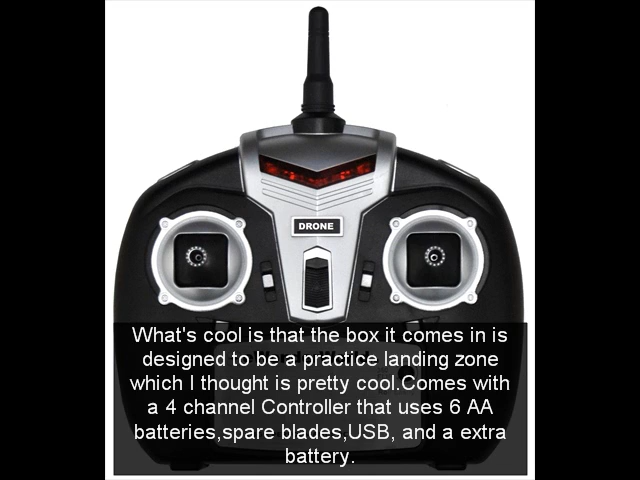 DRONE
What's cool is that the box it comes in is
designed to be a practice landing zone
which I thought is pretty cool.Comes with
a 4 channel Controller that uses 6 AA
batteries,spare blades,USB, and a extra
battery.